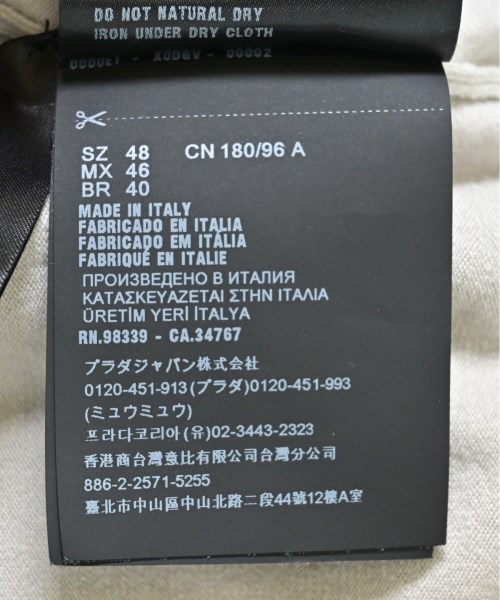 DO NOT NATURAL DRY
IRON UNDER DRY CLOTH
SZ 48 CN 180/96 A
MX 46
BR 40
MADE IN ITALY
FABRICADO EN ITALIA
FABRICADO EM ITÁLIA
FABRIQUÉ EN ITALIE
ПРОИЗВЕДЕНО В ИТАЛИЯ
ΚΑΤΑΣΚΕΥΑΖΕΤΑΙ ΣΤΗΝ ΙΤΑΛΙΑ
ÜRETİM YERİ İTALYA
RN.98339 - CA.34767
プラダジャパン株式会社
0120-451-913(プラダ)0120-451-993
(ミュウミュウ)
프라다코리아(유)02-3443-2323
香港商台灣意比有限公司台灣分公司
886-2-2571-5255
臺北市中山區中山北路二段44號12樓A室